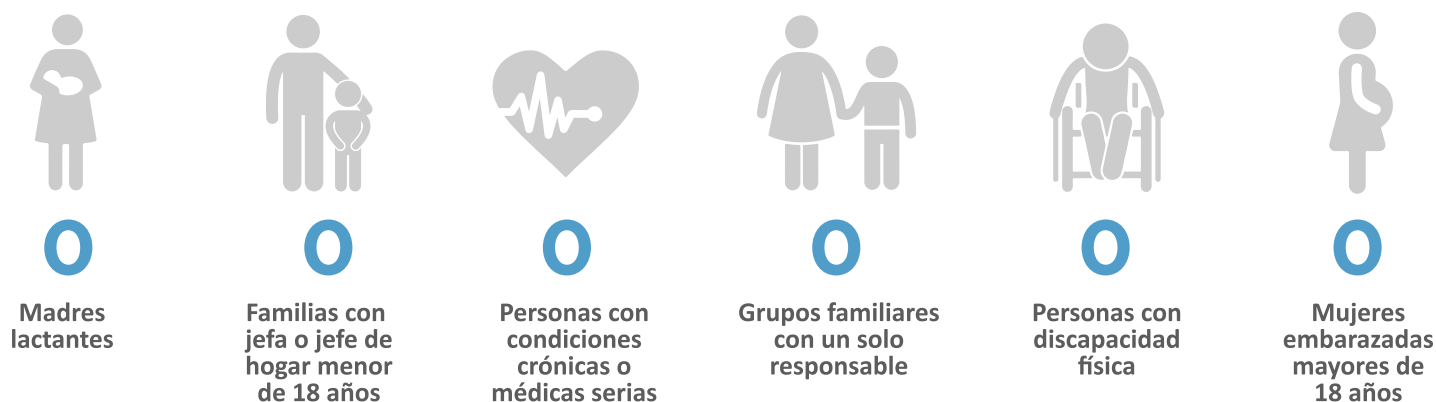 0
Madres
lactantes
0
Familias con
jefa o jefe de
hogar menor
de 18 años
0
Personas con
condiciones
crónicas o
médicas serias
0
Grupos familiares
con un solo
responsable
0
Personas con
discapacidad
física
0
Mujeres
embarazadas
mayores de
18 años